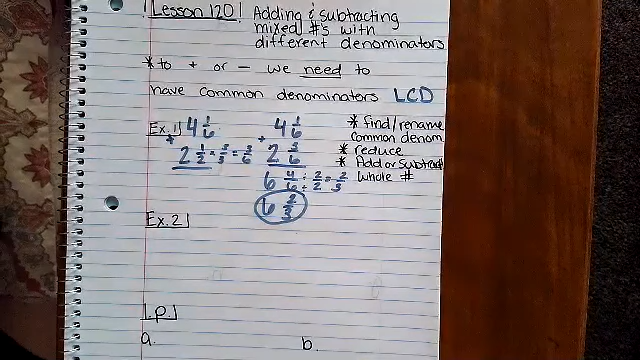 Lesson 120 Adding & subtracting
mixed #'s with
different denominators
* to + or - we need to
have common denominators LCD
Ex. 1 4 1/6 4 1/6
+ 2 1/2 × 3/3 = 3/6 + 2 3/6
6 4/6 ÷ 2/2 = 2/3
6 2/3
* find/rename
common denom.
* reduce
* Add or subtract
whole #
Ex. 2
L.P.
a. b.